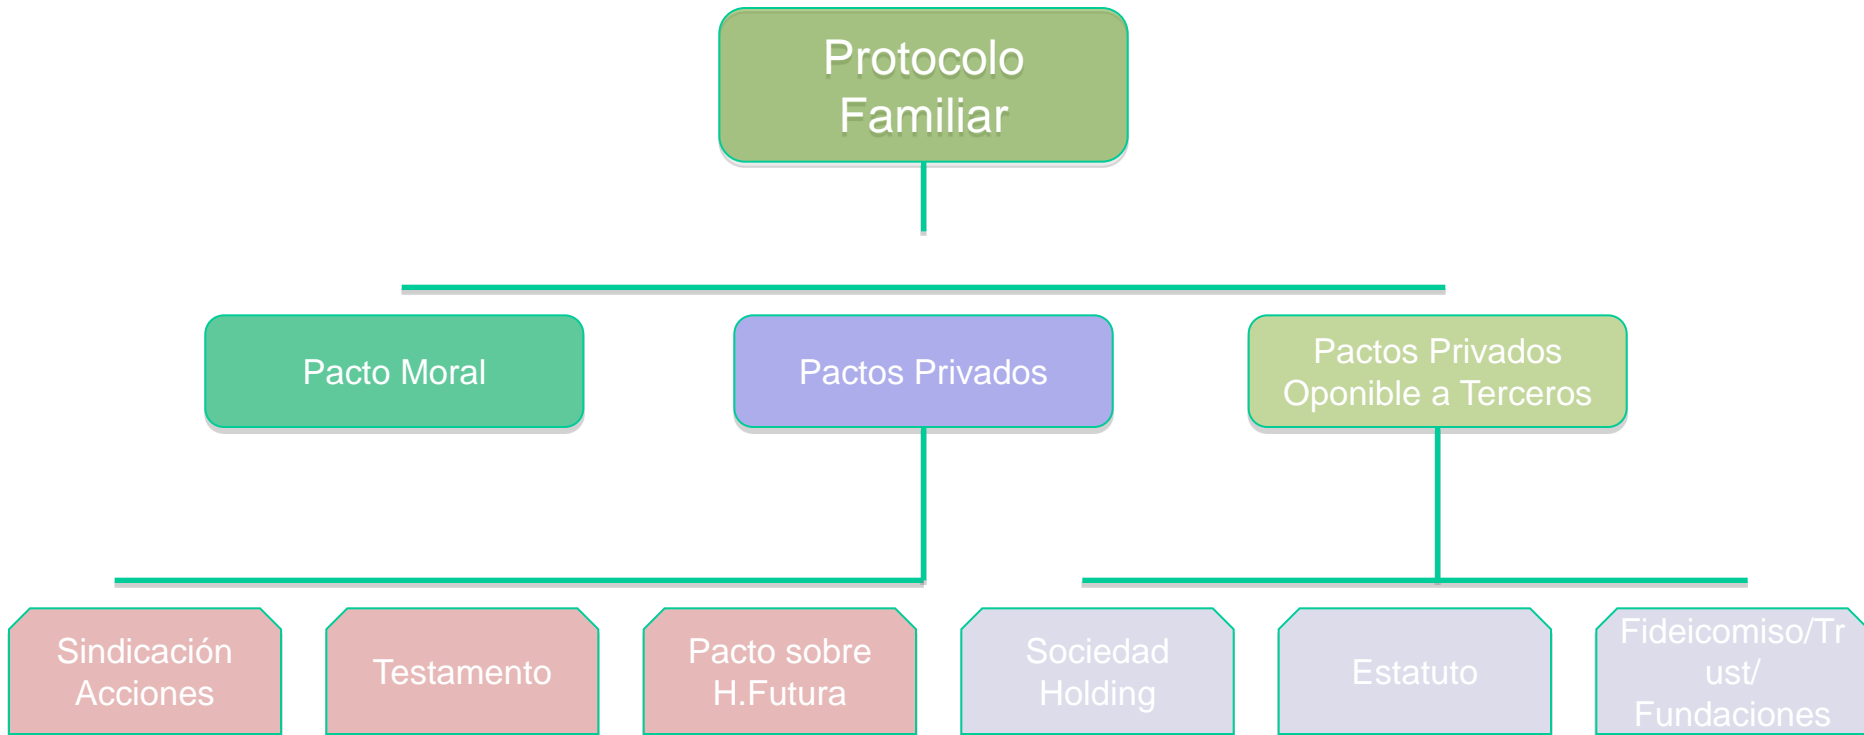 Protocolo
Familiar
Pacto Moral
Pactos Privados
Pactos Privados
Oponible a Terceros
Sindicación
Acciones
Testamento
Pacto sobre
H.Futura
Sociedad
Holding
Estatuto
Fideicomiso/Tr
ust/
Fundaciones